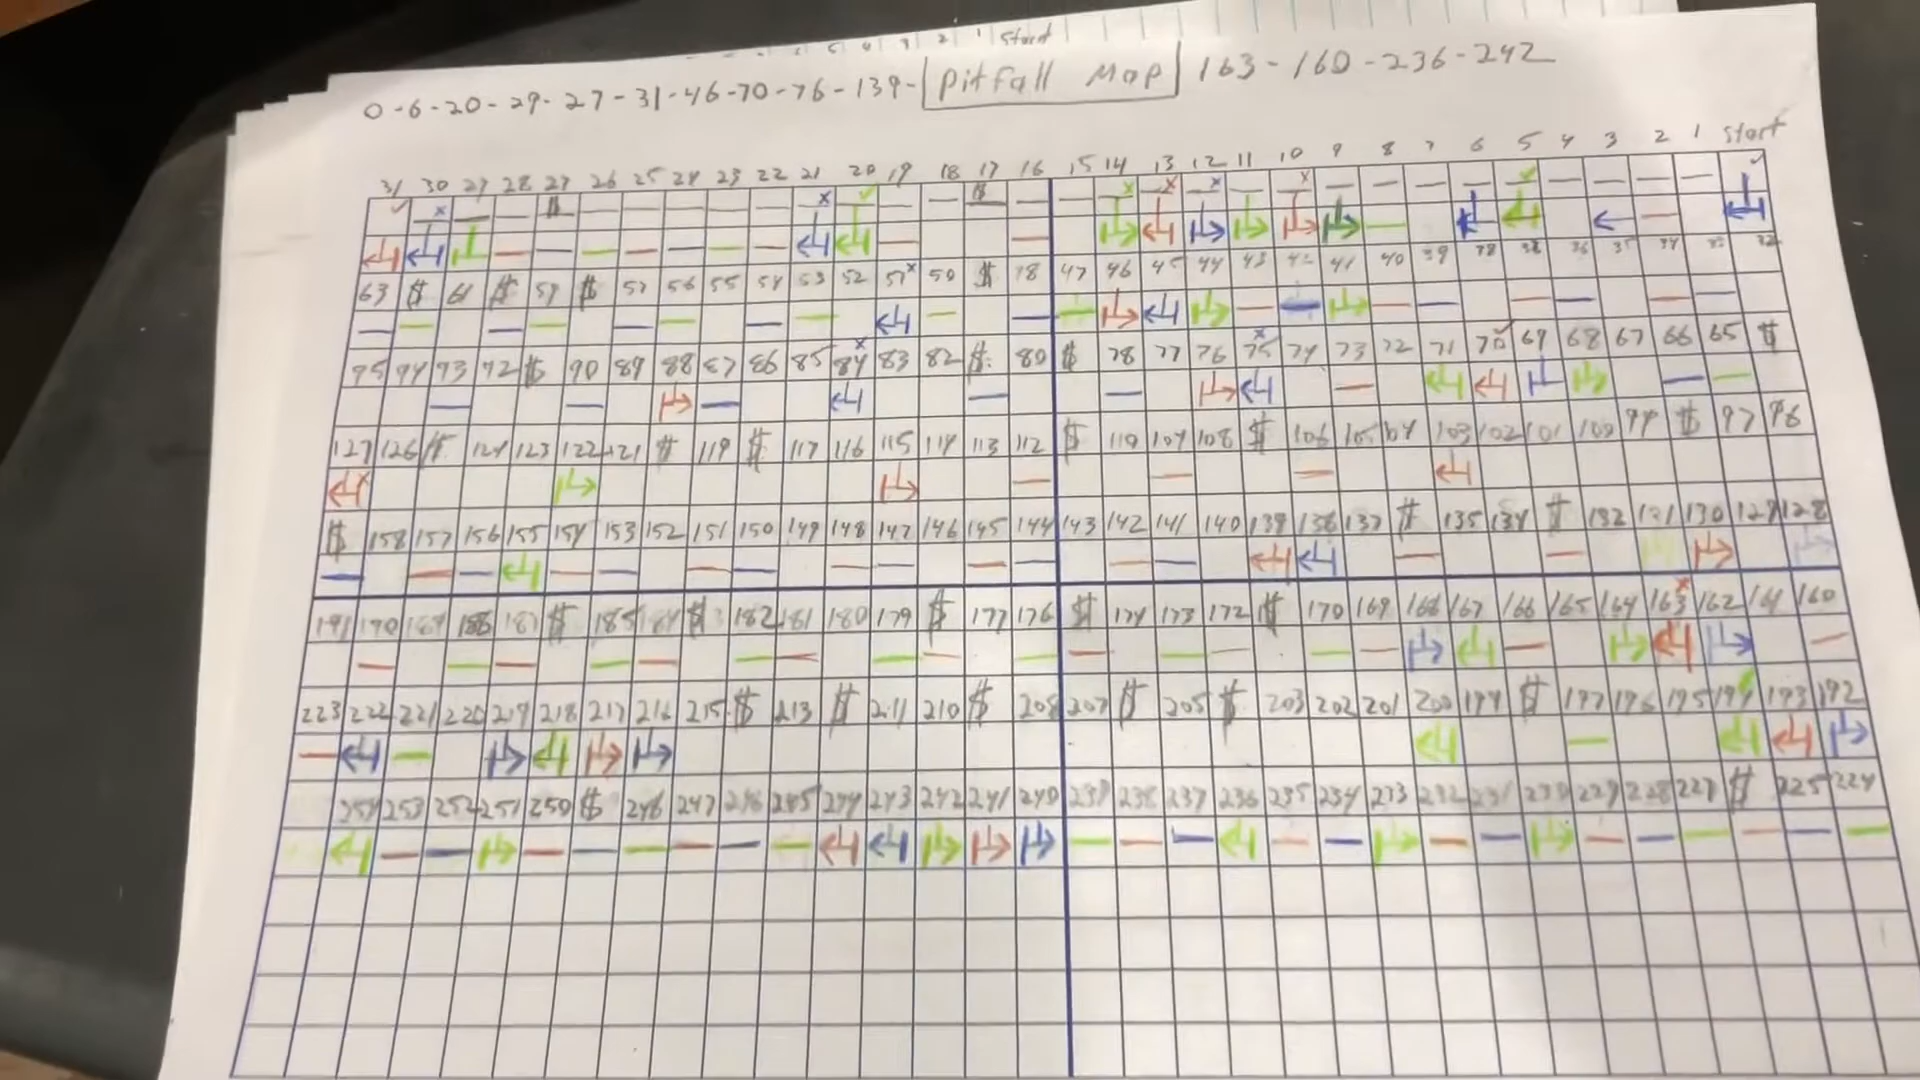 5 4 3 2 1 Start
0-6-20-29-27-31-46-70-76-139- Pitfall Map 163-160-236-242
31 30 29 28 27 26 25 24 23 22 21 20 19 18 17 16 15 14 13 12 11 10 9 8 7 6 5 4 3 2 1 Start
63 $ 61 $ 59 $ 57 56 55 54 53 52 51 50 $ 18 47 46 45 44 43 42 41 40 39 38 36 35 34 33 32
95 94 93 92 $ 90 89 88 87 86 85 84 83 82 $ 80 $ 78 77 76 75 74 73 72 71 70 69 68 67 66 65 $
127 126 $ 124 123 122 121 $ 119 $ 117 116 115 114 113 112 $ 110 109 108 $ 106 105 104 103 102 101 100 99 $ 97 96
$ 158 157 156 155 154 153 152 151 150 149 148 147 146 145 144 143 142 141 140 139 138 137 $ 135 134 $ 132 131 130 129 128
191 190 189 188 187 $ 185 184 $ 182 181 180 179 $ 177 176 $ 174 173 172 $ 170 169 168 167 166 165 164 163 162 161 160
223 222 221 220 219 218 217 216 215 $ 213 $ 211 210 $ 208 207 $ 205 $ 203 202 201 200 199 $ 197 196 195 194 193 192
254 253 252 251 250 $ 248 247 246 245 244 243 242 241 240 239 238 237 236 235 234 233 232 231 230 229 228 227 $ 225 224